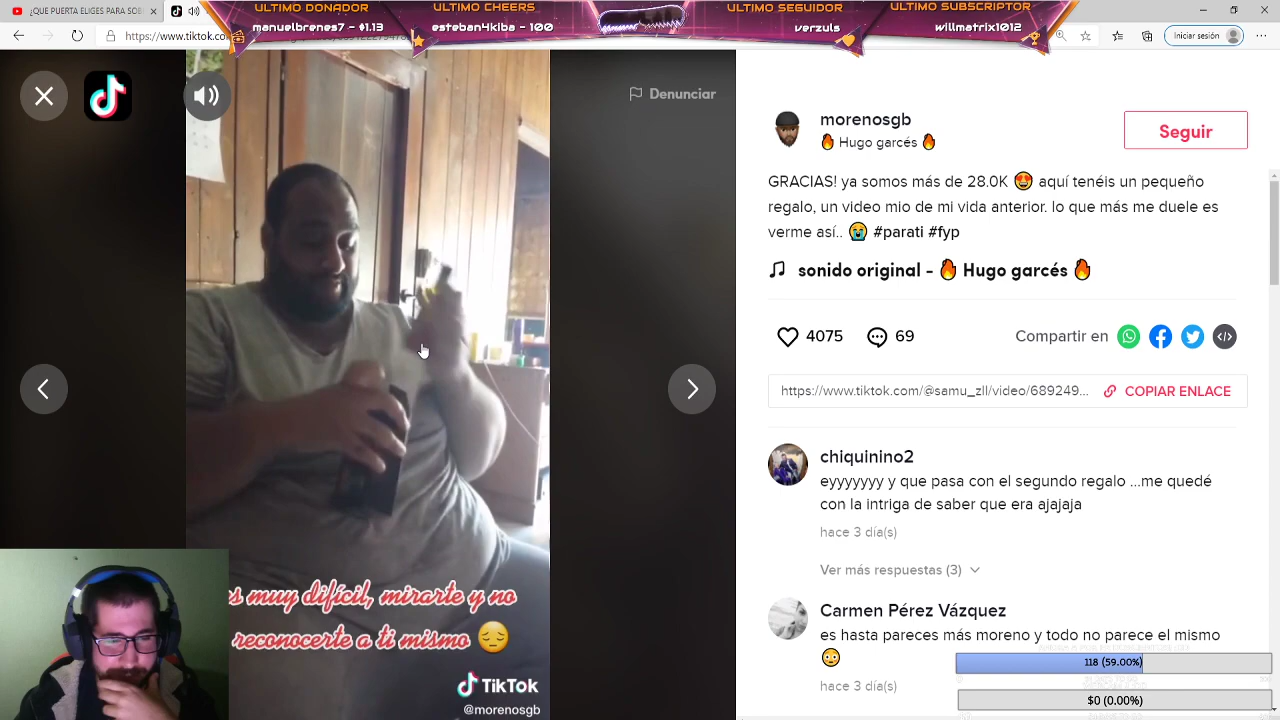 ¡QUE PUERTA ELIGES PARA SOB
ULTIMO DONADOR
manuelbrenes7 - $1.13
ULTIMO CHEERS
esteban4kiba - 100
ULTIMO SEGUIDOR
verzuls
ULTIMO SUBSCRIPTOR
willmatrix1012
https://www.tiktok.co
Iniciar sesión
Denunciar
morenosgb
🔥 Hugo garcés 🔥
Seguir
GRACIAS! ya somos más de 28.0K 😍 aquí tenéis un pequeño
regalo, un video mio de mi vida anterior. lo que más me duele es
verme así.. 😭 #parati #fyp
sonido original - 🔥 Hugo garcés 🔥
4075
69
Compartir en
https://www.tiktok.com/@samu_zll/video/689249...
COPIAR ENLACE
chiquinino2
eyyyyyyy y que pasa con el segundo regalo ...me quedé
con la intriga de saber que era ajajaja
hace 3 día(s)
Ver más respuestas (3)
Carmen Pérez Vázquez
es hasta pareces más moreno y todo no parece el mismo
😳
hace 3 día(s)
118 (59.00%)
$0 (0.00%)
es muy difícil, mirarte y no
reconocerte a ti mismo 😔
TikTok
@morenosgb